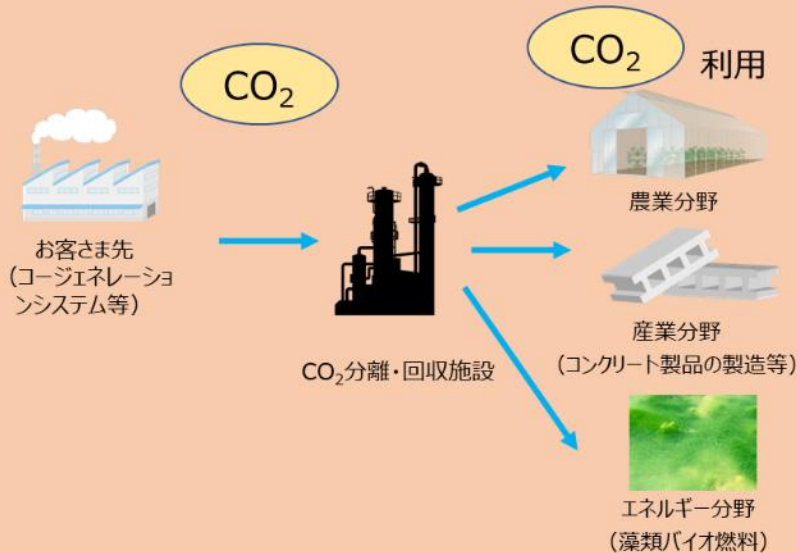 CO₂
CO₂
利用
お客さま先
（コージェネレーショ
ンシステム等）
CO₂分離・回収施設
農業分野
産業分野
（コンクリート製品の製造等）
エネルギー分野
（藻類バイオ燃料）